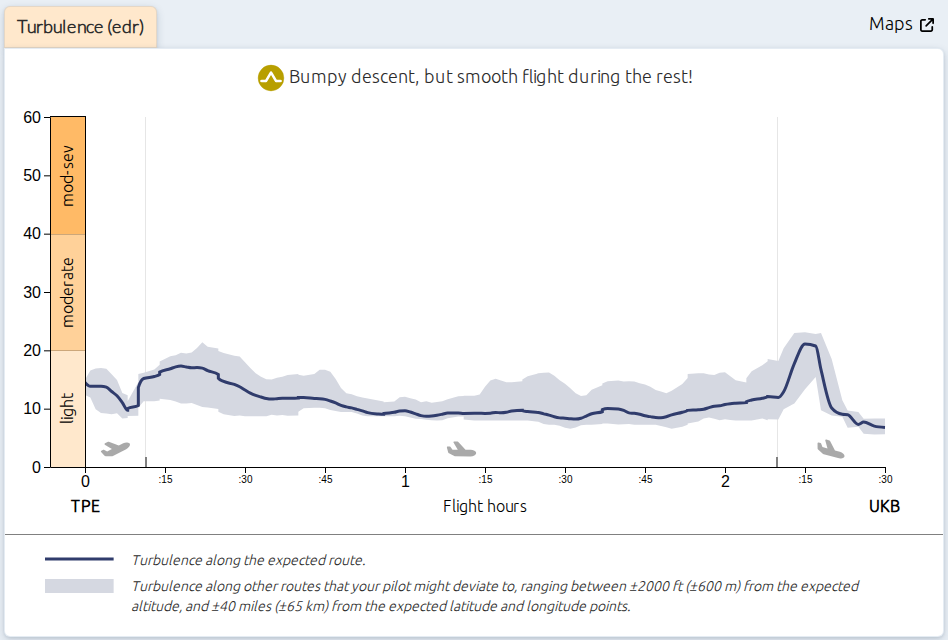 Turbulence (edr)
Maps
Bumpy descent, but smooth flight during the rest!
60
50
40
30
20
10
0
mod-sev
moderate
light
0 :15 :30 :45 1 :15 :30 :45 2 :15 :30
TPE Flight hours UKB
Turbulence along the expected route.
Turbulence along other routes that your pilot might deviate to, ranging between ±2000 ft (±600 m) from the expected
altitude, and ±40 miles (±65 km) from the expected latitude and longitude points.